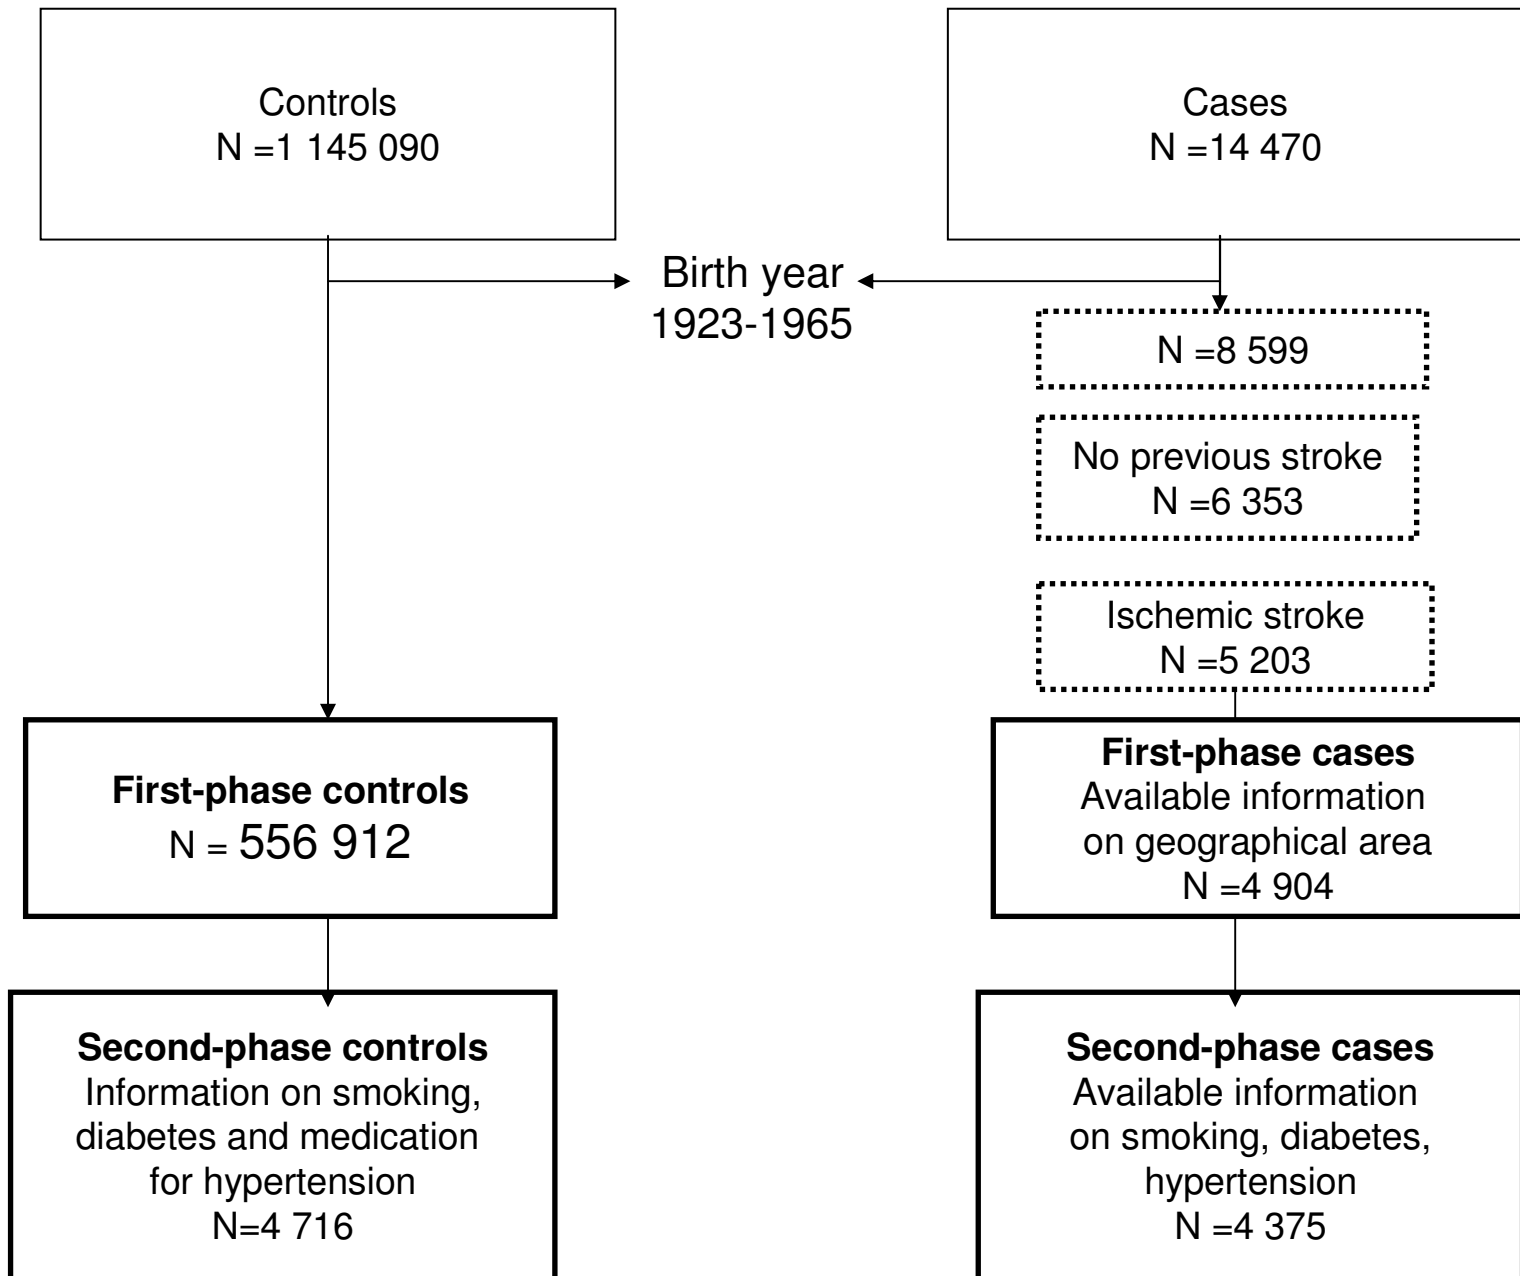 Controls
N =1 145 090
Cases
N =14 470
Birth year
1923-1965
N =8 599
No previous stroke
N =6 353
Ischemic stroke
N =5 203
First-phase controls
N = 556 912
First-phase cases
Available information
on geographical area
N =4 904
Second-phase controls
Information on smoking,
diabetes and medication
for hypertension
N=4 716
Second-phase cases
Available information
on smoking, diabetes,
hypertension
N =4 375